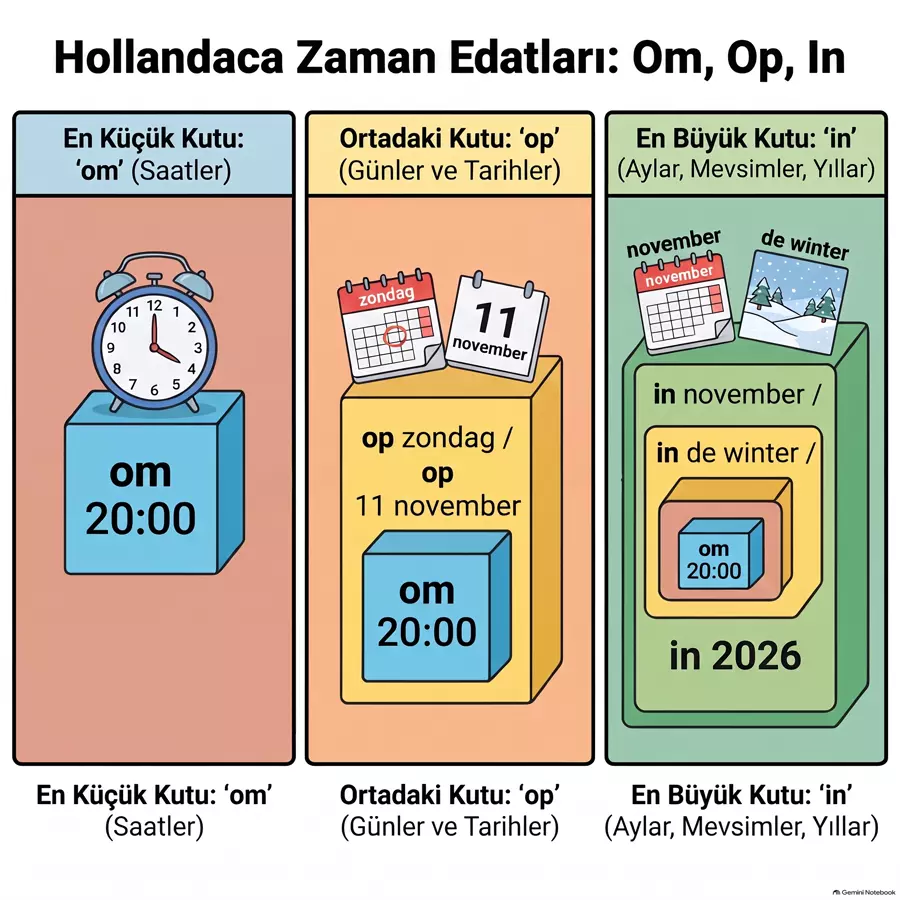 Hollandaca Zaman Edatları: Om, Op, In
En Küçük Kutu:
‘om’ (Saatler)
12
1
2
3
4
5
6
7
8
9
10
11
om
20:00
Ortadaki Kutu: ‘op’
(Günler ve Tarihler)
zondag
11
november
op zondag /
op
11 november
om
20:00
En Büyük Kutu: ‘in’
(Aylar, Mevsimler, Yıllar)
november
de winter
november
in november /
in de winter /
om
20:00
in 2026
En Küçük Kutu: ‘om’
(Saatler)
Ortadaki Kutu: ‘op’
(Günler ve Tarihler)
En Büyük Kutu: ‘in’
(Aylar, Mevsimler, Yıllar)
Gemini Notebook